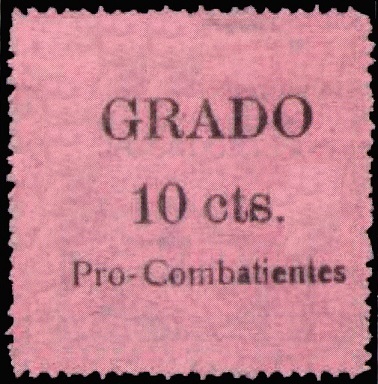 GRADO
10 cts.
Pro-Combatientes